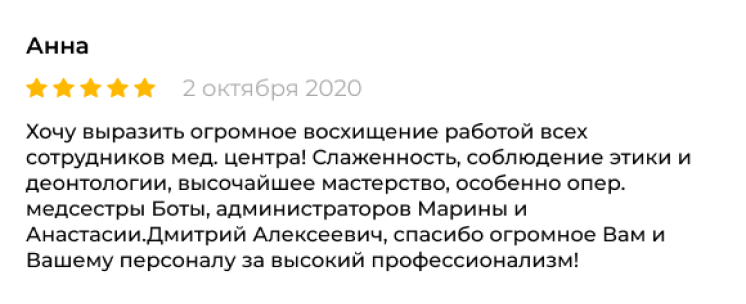 Анна
2 октября 2020
Хочу выразить огромное восхищение работой всех
сотрудников мед. центра! Слаженность, соблюдение этики и
деонтологии, высочайшее мастерство, особенно опер.
медсестры Боты, администраторов Марины и
Анастасии.Дмитрий Алексеевич, спасибо огромное Вам и
Вашему персоналу за высокий профессионализм!